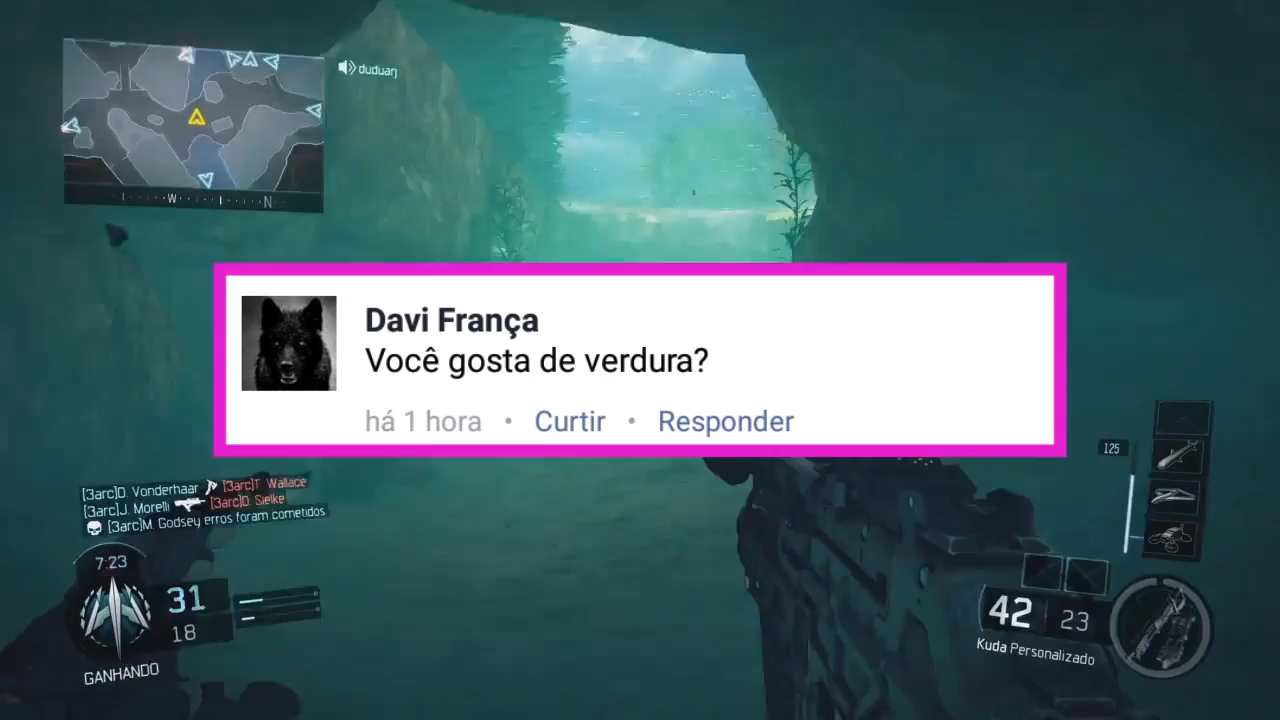 duduarj
W
N
Davi França
Você gosta de verdura?
há 1 hora • Curtir • Responder
125
[3arc]D. Vonderhaar [3arc]T. Wallace
[3arc]J. Morelli [3arc]D. Sielke
[3arc]M. Godsey erros foram cometidos
7:23
31
18
GANHANDO
42 23
Kuda Personalizado